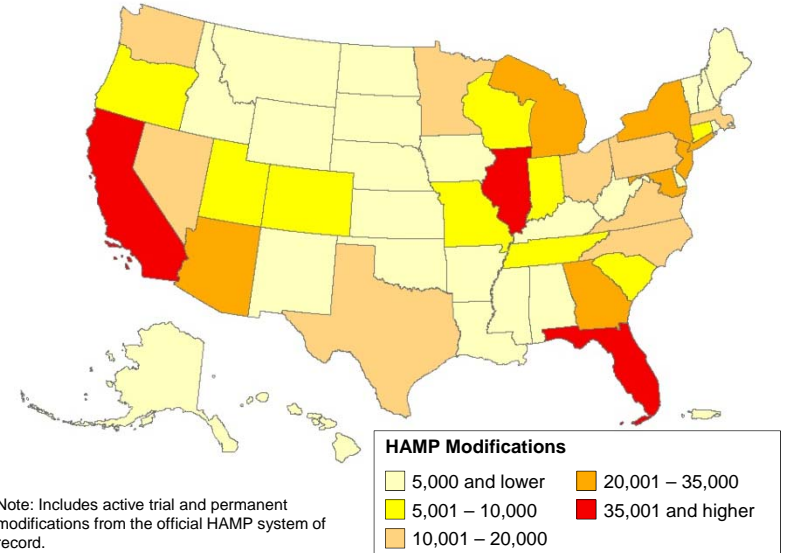 HAMP Modifications
5,000 and lower
20,001 – 35,000
5,001 – 10,000
35,001 and higher
10,001 – 20,000
Note: Includes active trial and permanent
modifications from the official HAMP system of
record.